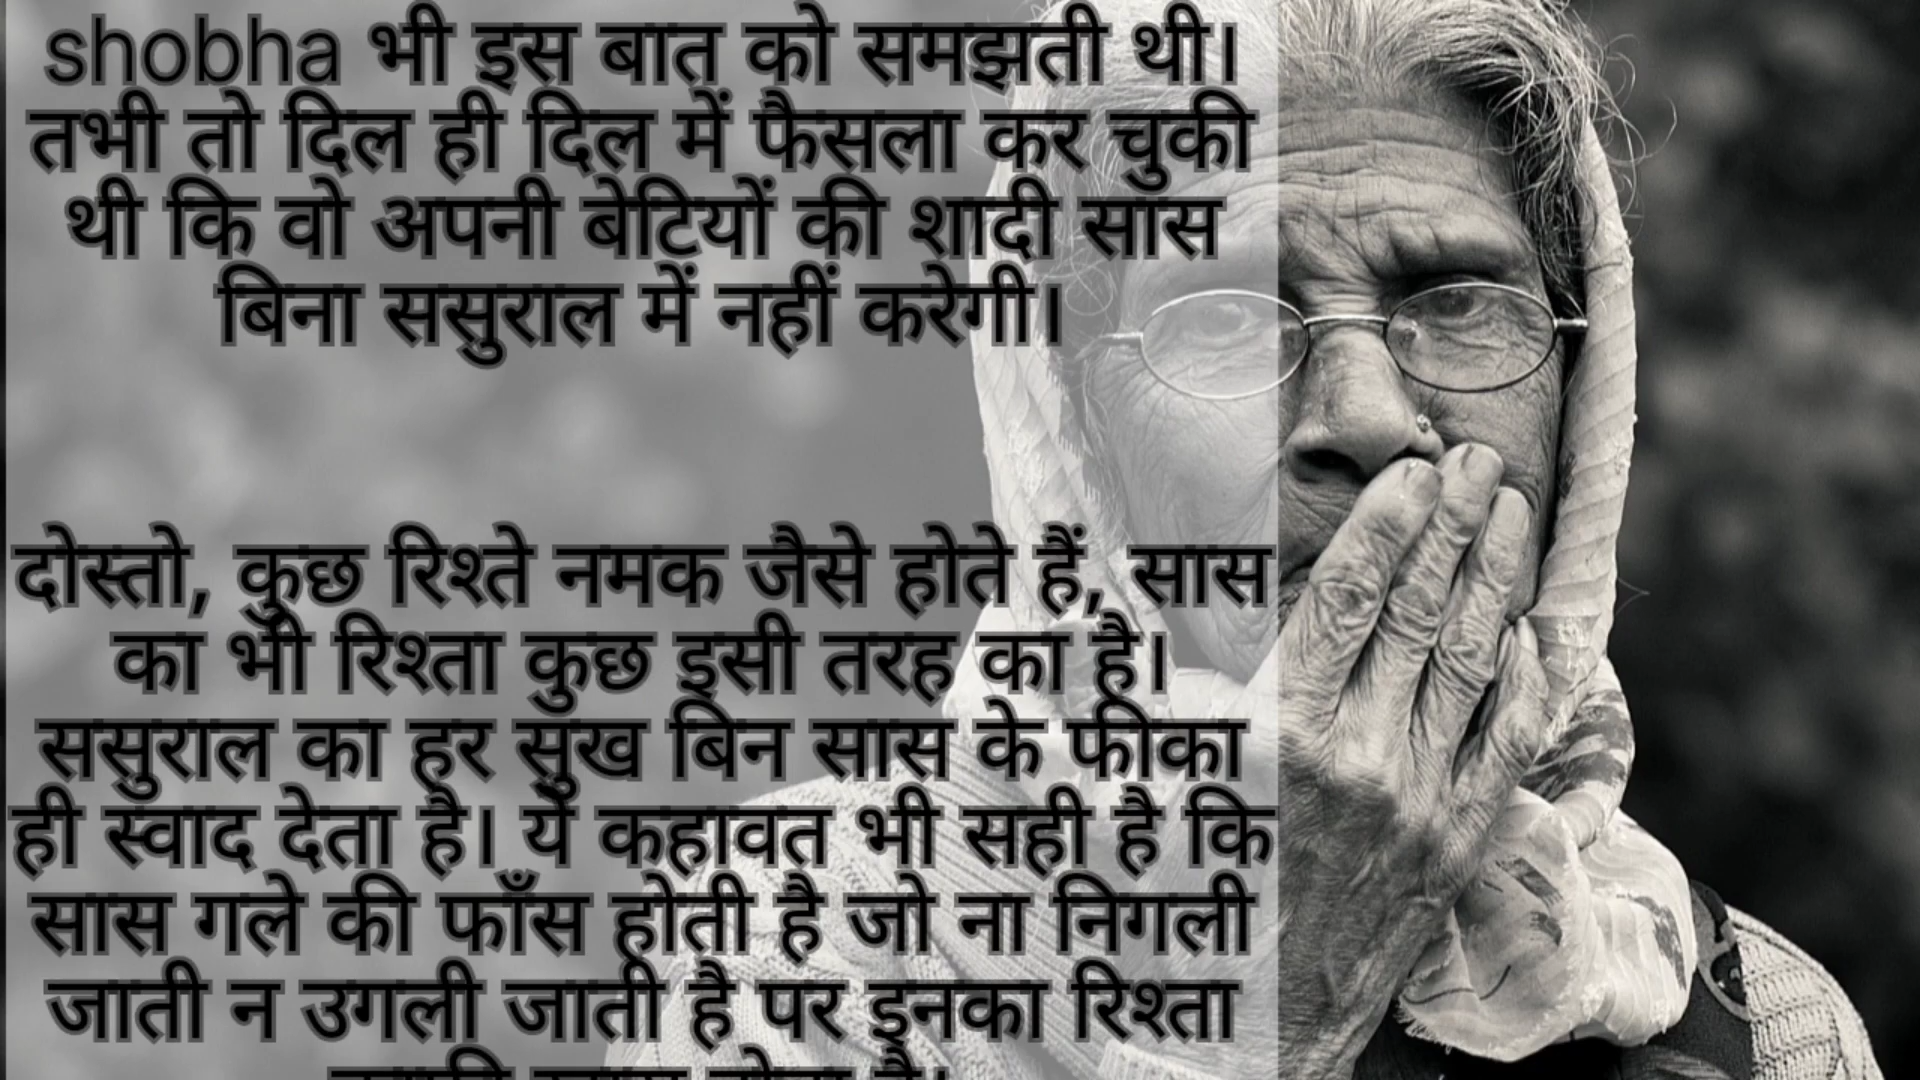 shobha भी इस बात को समझती थी।
तभी तो दिल ही दिल में फैसला कर चुकी
थी कि वो अपनी बेटियों की शादी सास
बिना ससुराल में नहीं करेगी।
दोस्तो, कुछ रिश्ते नमक जैसे होते हैं, सास
का भी रिश्ता कुछ इसी तरह का है।
ससुराल का हर सुख बिन सास के फीका
ही स्वाद देता है। ये कहावत भी सही है कि
सास गले की फाँस होती है जो ना निगली
जाती न उगली जाती है पर इनका रिश्ता